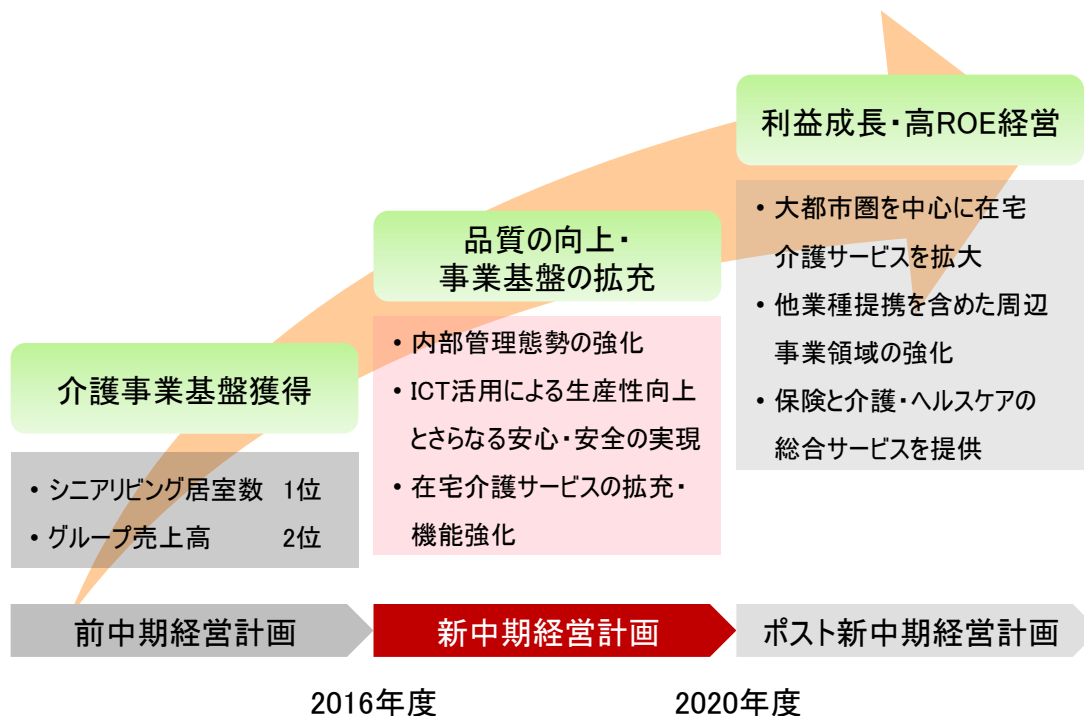 利益成長・高ROE経営
• 大都市圏を中心に在宅
介護サービスを拡大
• 他業種提携を含めた周辺
事業領域の強化
• 保険と介護・ヘルスケアの
総合サービスを提供
品質の向上・
事業基盤の拡充
• 内部管理態勢の強化
• ICT活用による生産性向上
とさらなる安心・安全の実現
• 在宅介護サービスの拡充・
機能強化
介護事業基盤獲得
• シニアリビング居室数 1位
• グループ売上高 2位
前中期経営計画
新中期経営計画
ポスト新中期経営計画
2016年度
2020年度